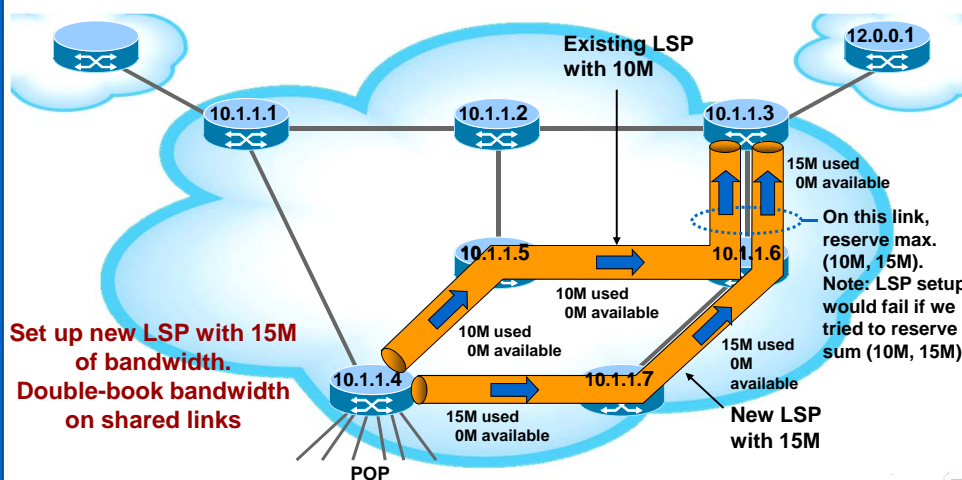 Existing LSP
with 10M
12.0.0.1
10.1.1.1
10.1.1.2
10.1.1.3
15M used
0M available
On this link,
reserve max.
(10M, 15M).
Note: LSP setup
would fail if we
tried to reserve
sum (10M, 15M)
10.1.1.5
10.1.1.6
10M used
0M available
10M used
0M available
Set up new LSP with 15M
of bandwidth.
Double-book bandwidth
on shared links
15M used
0M
available
10.1.1.4
10.1.1.7
15M used
0M available
New LSP
with 15M
POP